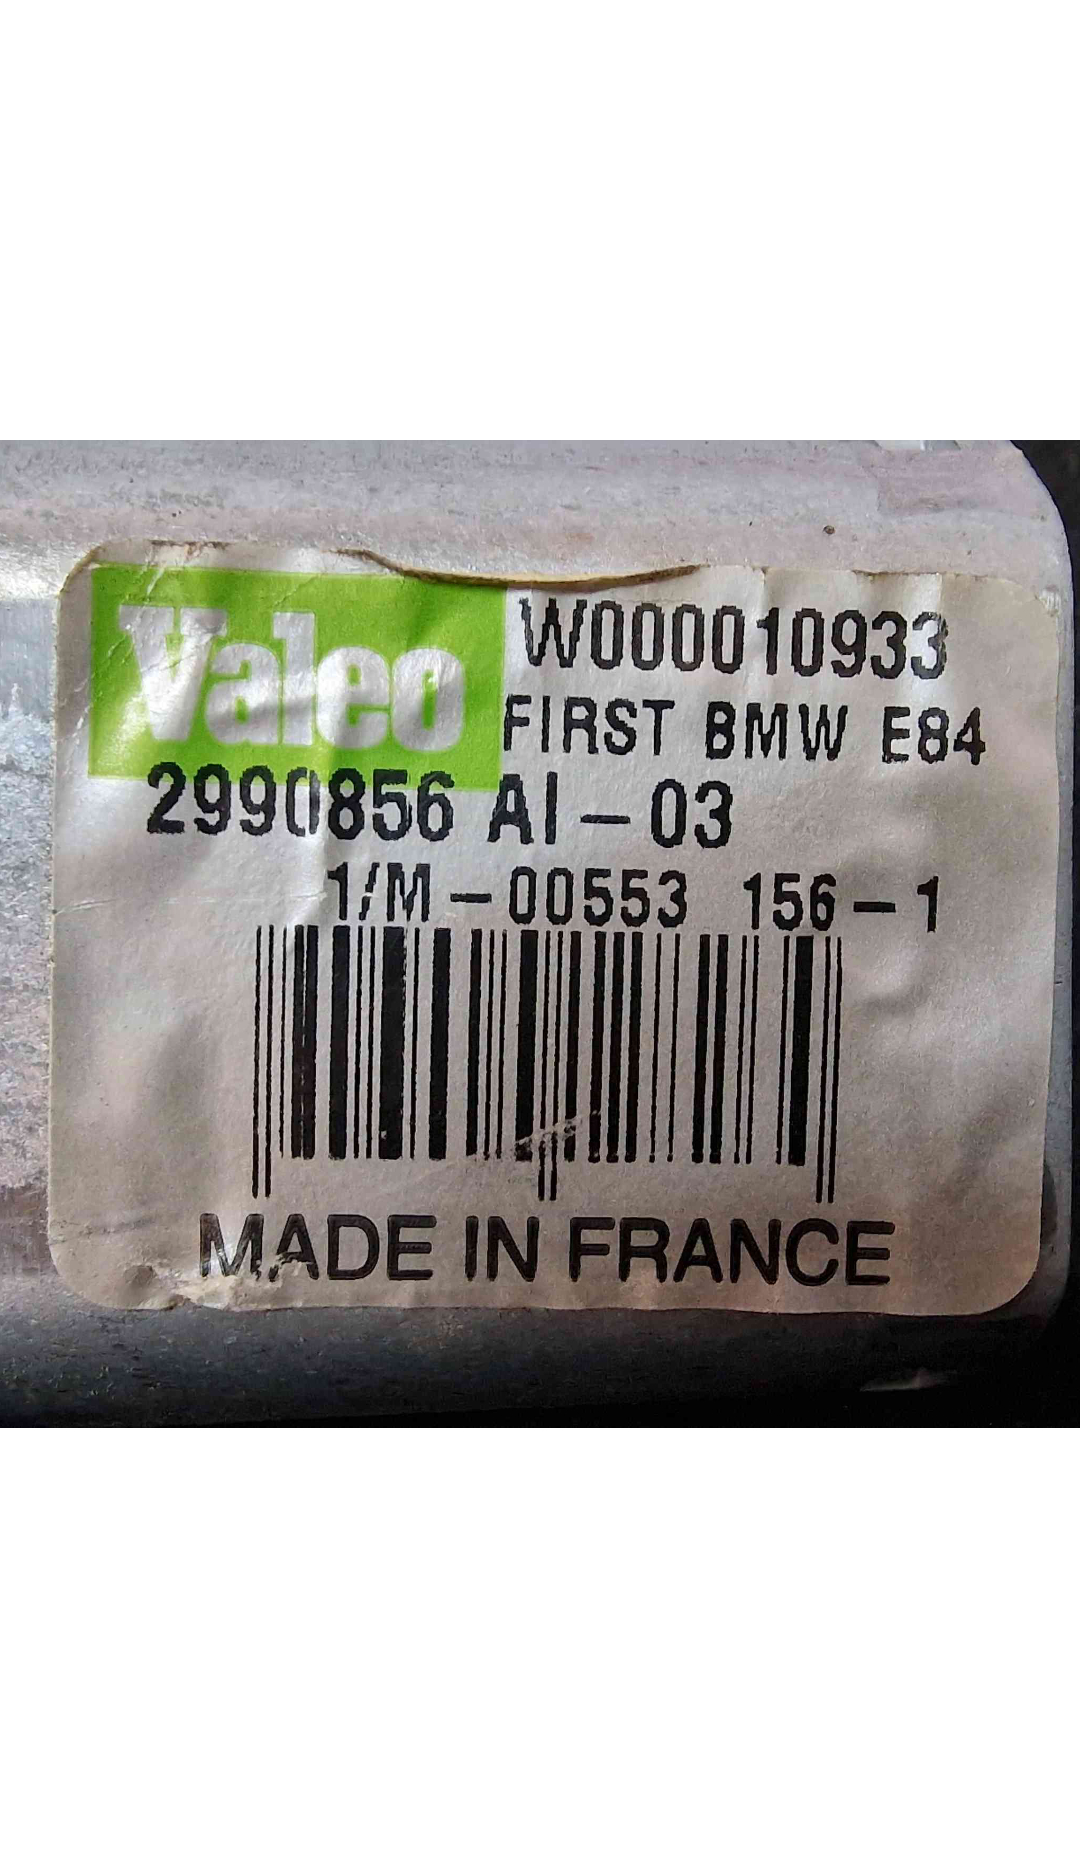 Valeo
W000010933
FIRST BMW E84
2990856 AI-03
1/M-00553 156-1
MADE IN FRANCE